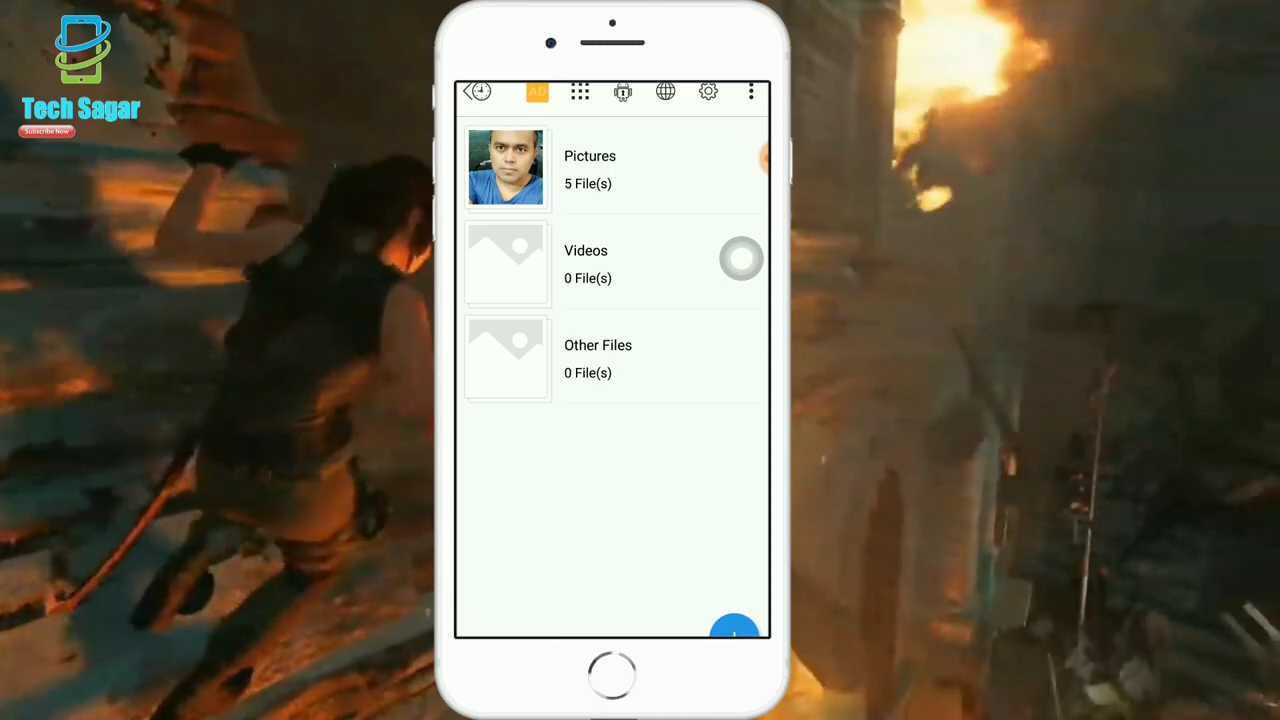 Tech Sagar
Subscribe Now
AD
Pictures
5 File(s)
Videos
0 File(s)
Other Files
0 File(s)